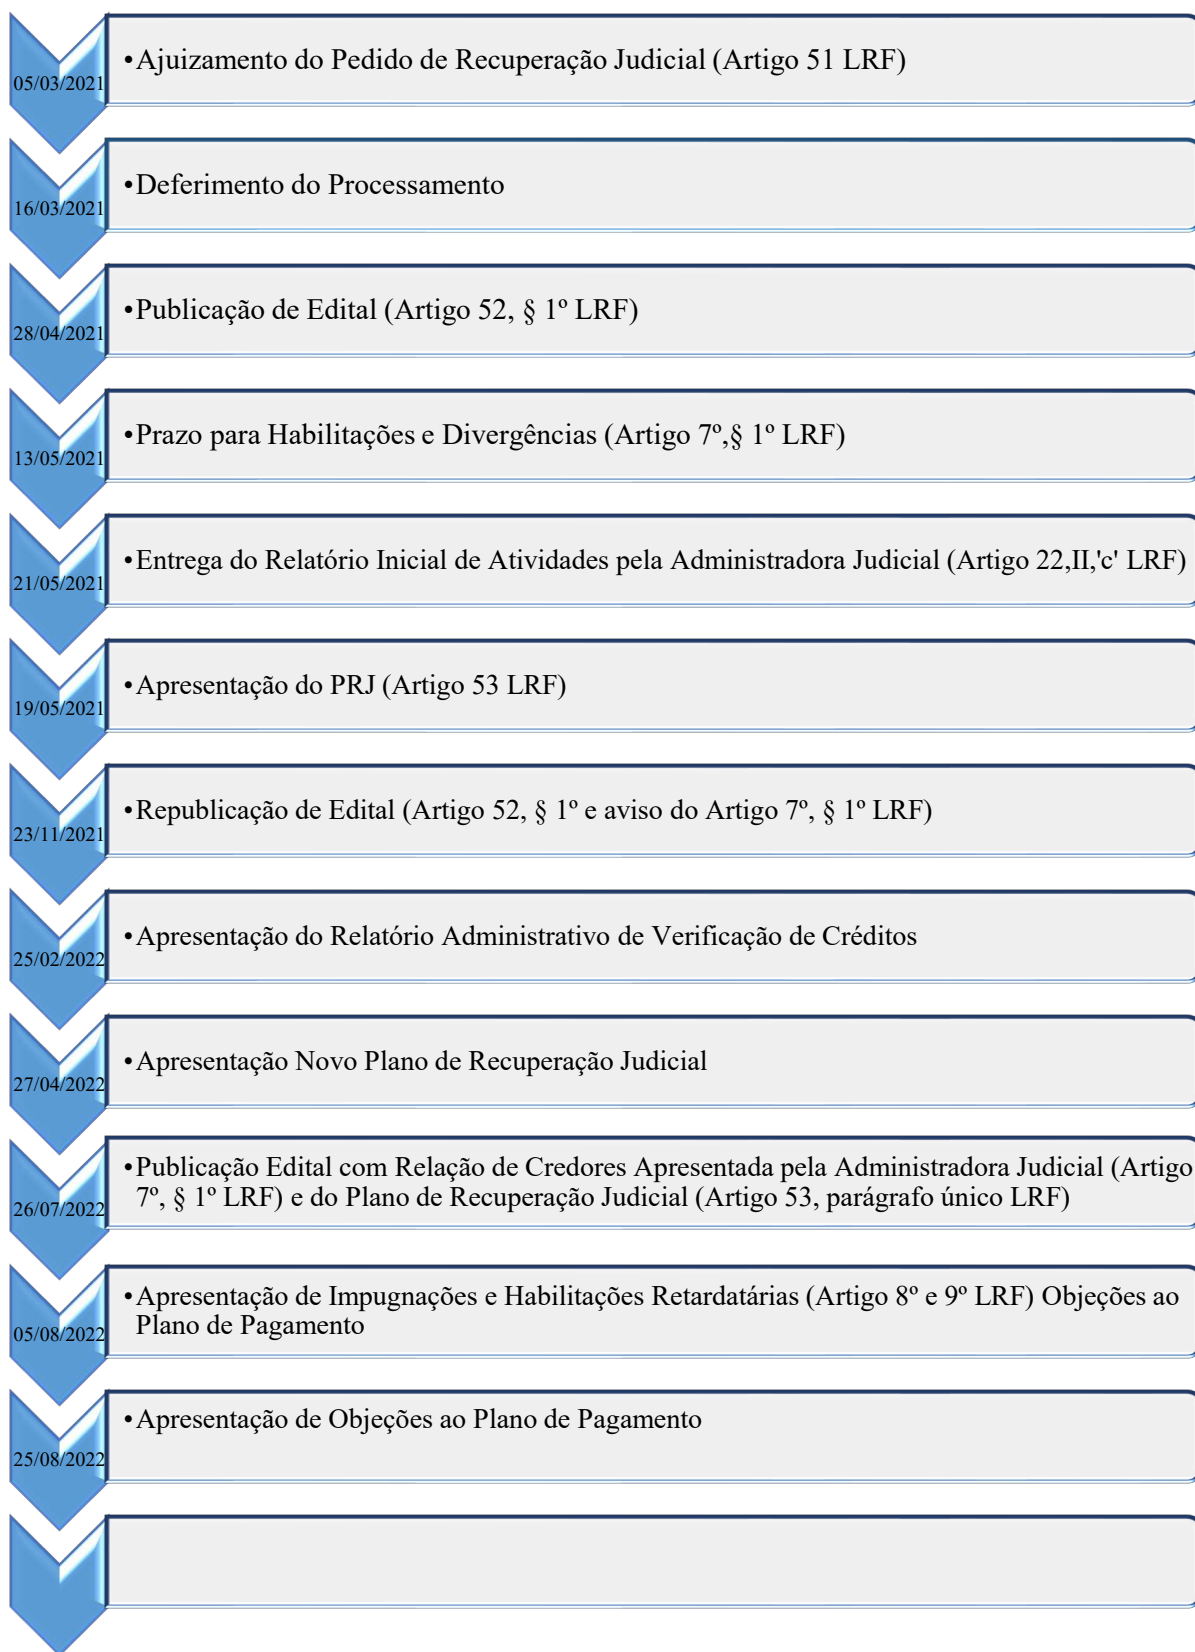 05/03/2021
•Ajuizamento do Pedido de Recuperação Judicial (Artigo 51 LRF)
16/03/2021
•Deferimento do Processamento
28/04/2021
•Publicação de Edital (Artigo 52, § 1º LRF)
13/05/2021
•Prazo para Habilitações e Divergências (Artigo 7º,§ 1º LRF)
21/05/2021
•Entrega do Relatório Inicial de Atividades pela Administradora Judicial (Artigo 22,II,'c' LRF)
19/05/2021
•Apresentação do PRJ (Artigo 53 LRF)
23/11/2021
•Republicação de Edital (Artigo 52, § 1º e aviso do Artigo 7º, § 1º LRF)
25/02/2022
•Apresentação do Relatório Administrativo de Verificação de Créditos
27/04/2022
•Apresentação Novo Plano de Recuperação Judicial
26/07/2022
•Publicação Edital com Relação de Credores Apresentada pela Administradora Judicial (Artigo
7º, § 1º LRF) e do Plano de Recuperação Judicial (Artigo 53, parágrafo único LRF)
05/08/2022
•Apresentação de Impugnações e Habilitações Retardatárias (Artigo 8º e 9º LRF) Objeções ao
Plano de Pagamento
25/08/2022
•Apresentação de Objeções ao Plano de Pagamento